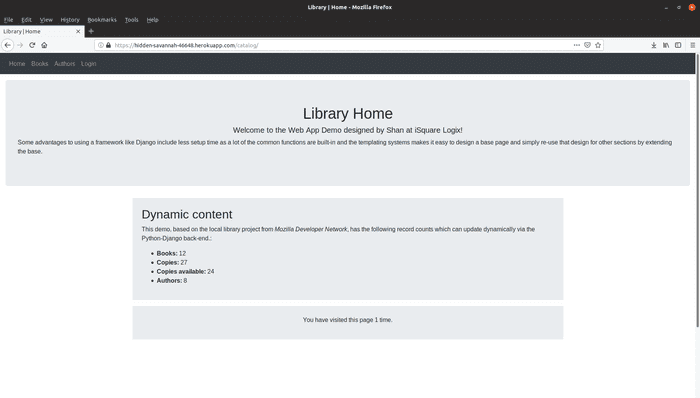 Library | Home - Mozilla Firefox
File Edit View History Bookmarks Tools Help
Library | Home
https://hidden-savannah-46648.herokuapp.com/catalog/
Home Books Authors Login
Library Home
Welcome to the Web App Demo designed by Shan at iSquare Logix!
Some advantages to using a framework like Django include less setup time as a lot of the common functions are built-in and the templating systems makes it easy to design a base page and simply re-use that design for other sections by extending
the base.
Dynamic content
This demo, based on the local library project from Mozilla Developer Network, has the following record counts which can update dynamically via the
Python-Django back-end.:
• Books: 12
• Copies: 27
• Copies available: 24
• Authors: 8
You have visited this page 1 time.